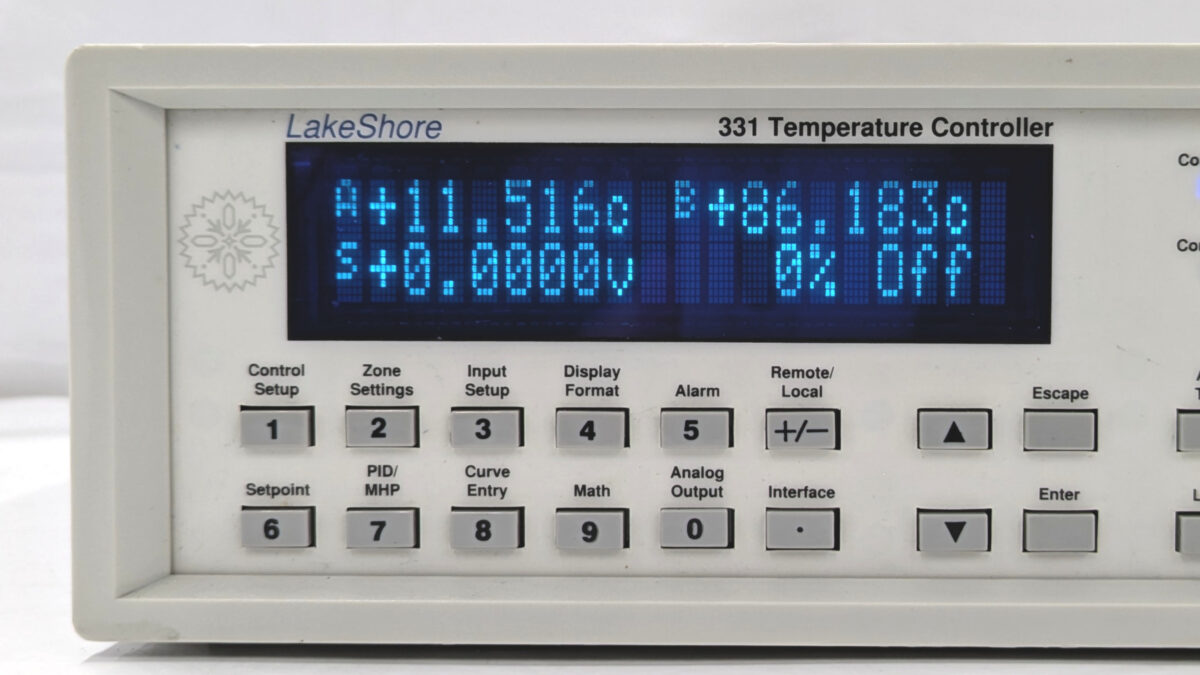 LakeShore
331 Temperature Controller
A+11.516c B+86.183c
S+0.0000v 0% Off
Control Setup
Zone Settings
Input Setup
Display Format
Alarm
Remote/ Local
Escape
1 2 3 4 5 +/− ▲
Setpoint
PID/ MHP
Curve Entry
Math
Analog Output
Interface
Enter
6 7 8 9 0 . ▼